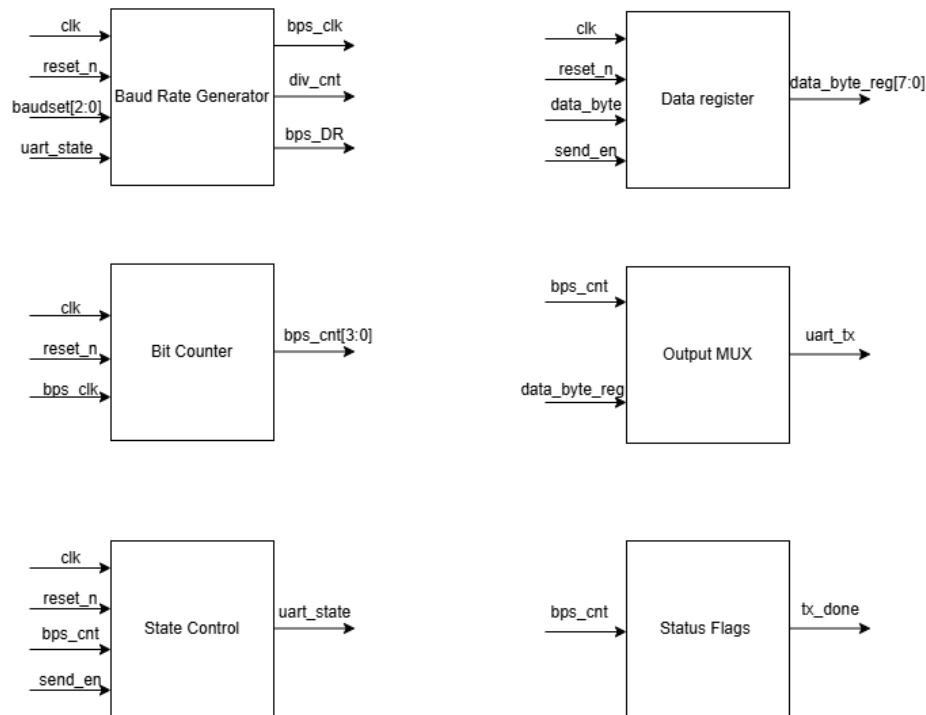 clk
reset_n
baudset[2:0]
uart_state
Baud Rate Generator
bps_clk
div_cnt
bps_DR
clk
reset_n
data_byte
send_en
Data register
data_byte_reg[7:0]
clk
reset_n
bps_clk
Bit Counter
bps_cnt[3:0]
bps_cnt
data_byte_reg
Output MUX
uart_tx
clk
reset_n
bps_cnt
send_en
State Control
uart_state
bps_cnt
Status Flags
tx_done